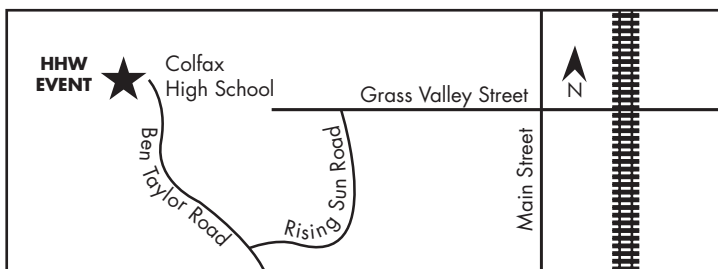 HHW
EVENT
Colfax
High School
Grass Valley Street
N
Ben Taylor Road
Rising Sun Road
Main Street